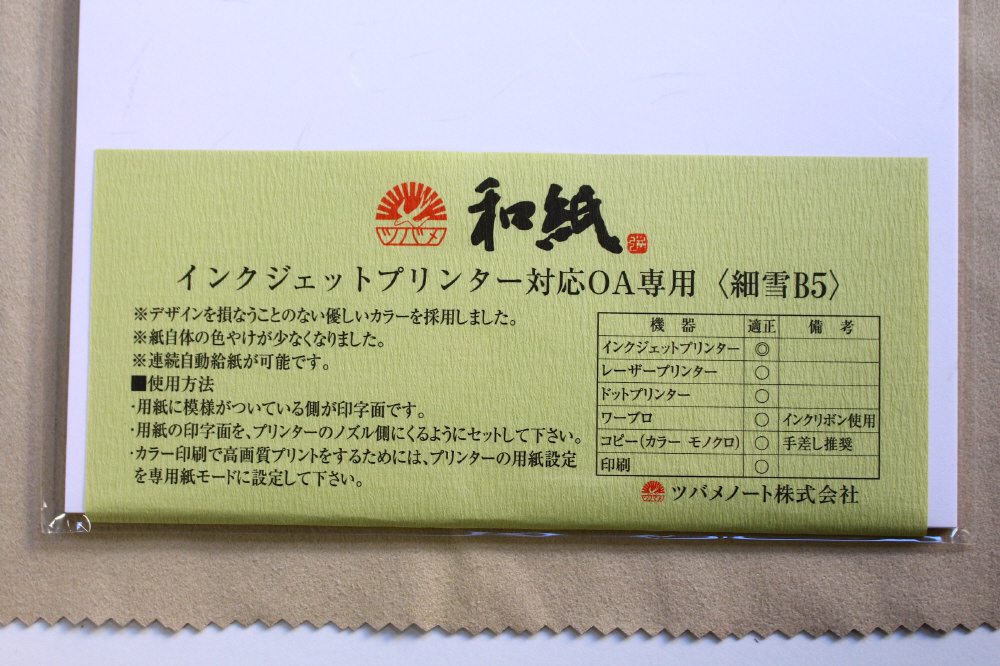 ツバメ
和紙
インクジェットプリンター対応OA専用〈細雪B5〉
※デザインを損なうことのない優しいカラーを採用しました。
※紙自体の色やけが少なくなりました。
※連続自動給紙が可能です。
■使用方法
・用紙に模様がついている側が印字面です。
・用紙の印字面を、プリンターのノズル側にくるようにセットして下さい。
・カラー印刷で高画質プリントをするためには、プリンターの用紙設定
を専用紙モードに設定して下さい。
機器 適正 備考
インクジェットプリンター ◎
レーザープリンター ○
ドットプリンター ○
ワープロ ○ インクリボン使用
コピー(カラー モノクロ) ○ 手差し推奨
印刷 ○
ツバメノート株式会社